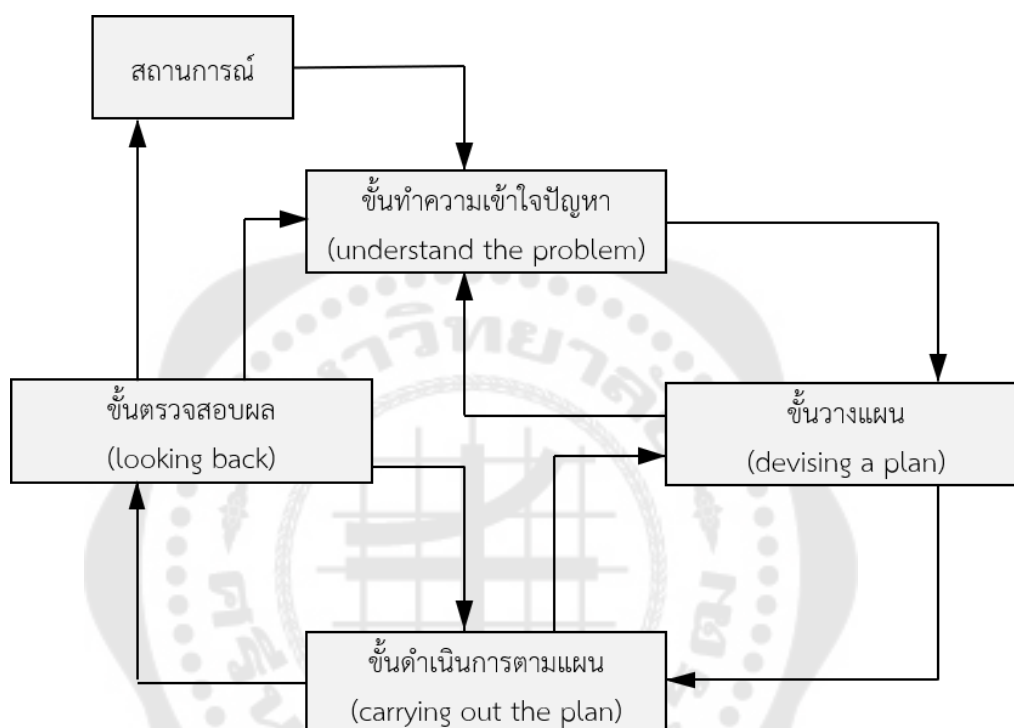 สถานการณ์
ขั้นทำความเข้าใจปัญหา
(understand the problem)
ขั้นตรวจสอบผล
(looking back)
ขั้นวางแผน
(devising a plan)
ขั้นดำเนินการตามแผน
(carrying out the plan)